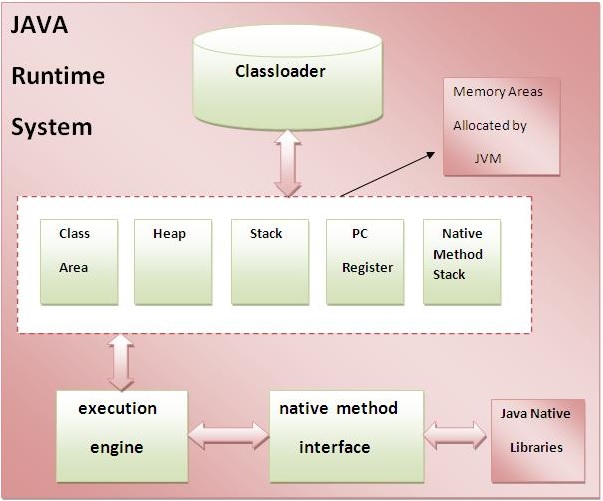 JAVA
Runtime
System
Classloader
Memory Areas
Allocated by
JVM
Class
Area
Heap
Stack
PC
Register
Native
Method
Stack
execution
engine
native method
interface
Java Native
Libraries